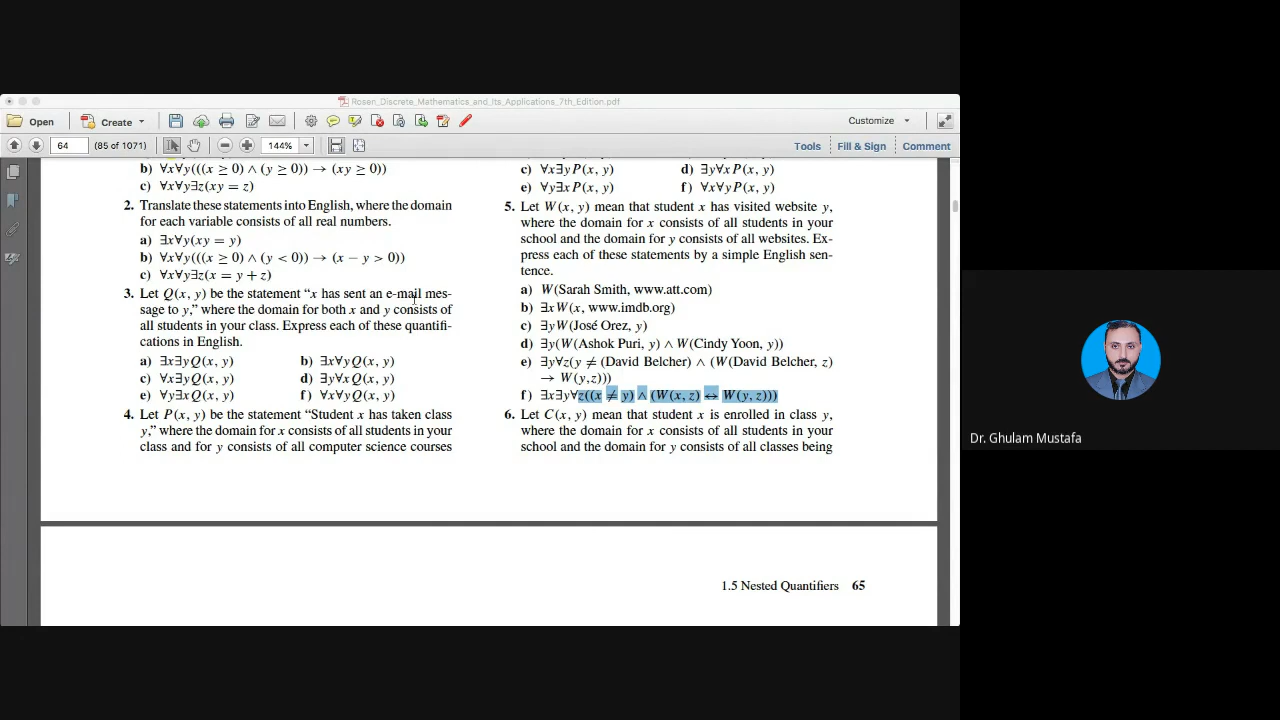 Rosen_Discrete_Mathematics_and_Its_Applications_7th_Edition.pdf
Open Create Customize
64 (85 of 1071) 144% Tools Fill & Sign Comment
b) ∀x∀y(((x ≥ 0) ∧ (y ≥ 0)) → (xy ≥ 0))
c) ∀x∀y∃z(xy = z)
2. Translate these statements into English, where the domain
for each variable consists of all real numbers.
a) ∃x∀y(xy = y)
b) ∀x∀y(((x ≥ 0) ∧ (y < 0)) → (x − y > 0))
c) ∀x∀y∃z(x = y + z)
3. Let Q(x, y) be the statement “x has sent an e-mail mes-
sage to y,” where the domain for both x and y consists of
all students in your class. Express each of these quantifi-
cations in English.
a) ∃x∃yQ(x, y) b) ∃x∀yQ(x, y)
c) ∀x∃yQ(x, y) d) ∃y∀xQ(x, y)
e) ∀y∃xQ(x, y) f) ∀x∀yQ(x, y)
4. Let P(x, y) be the statement “Student x has taken class
y,” where the domain for x consists of all students in your
class and for y consists of all computer science courses
c) ∀x∃yP(x, y) d) ∃y∀xP(x, y)
e) ∀y∃xP(x, y) f) ∀x∀yP(x, y)
5. Let W(x, y) mean that student x has visited website y,
where the domain for x consists of all students in your
school and the domain for y consists of all websites. Ex-
press each of these statements by a simple English sen-
tence.
a) W(Sarah Smith, www.att.com)
b) ∃xW(x, www.imdb.org)
c) ∃yW(José Orez, y)
d) ∃y(W(Ashok Puri, y) ∧ W(Cindy Yoon, y))
e) ∃y∀z(y ≠ (David Belcher) ∧ (W(David Belcher, z)
→ W(y,z)))
f) ∃x∃y∀z((x ≠ y) ∧ (W(x, z) ↔ W(y, z)))
6. Let C(x, y) mean that student x is enrolled in class y,
where the domain for x consists of all students in your
school and the domain for y consists of all classes being
1.5 Nested Quantifiers 65
Dr. Ghulam Mustafa